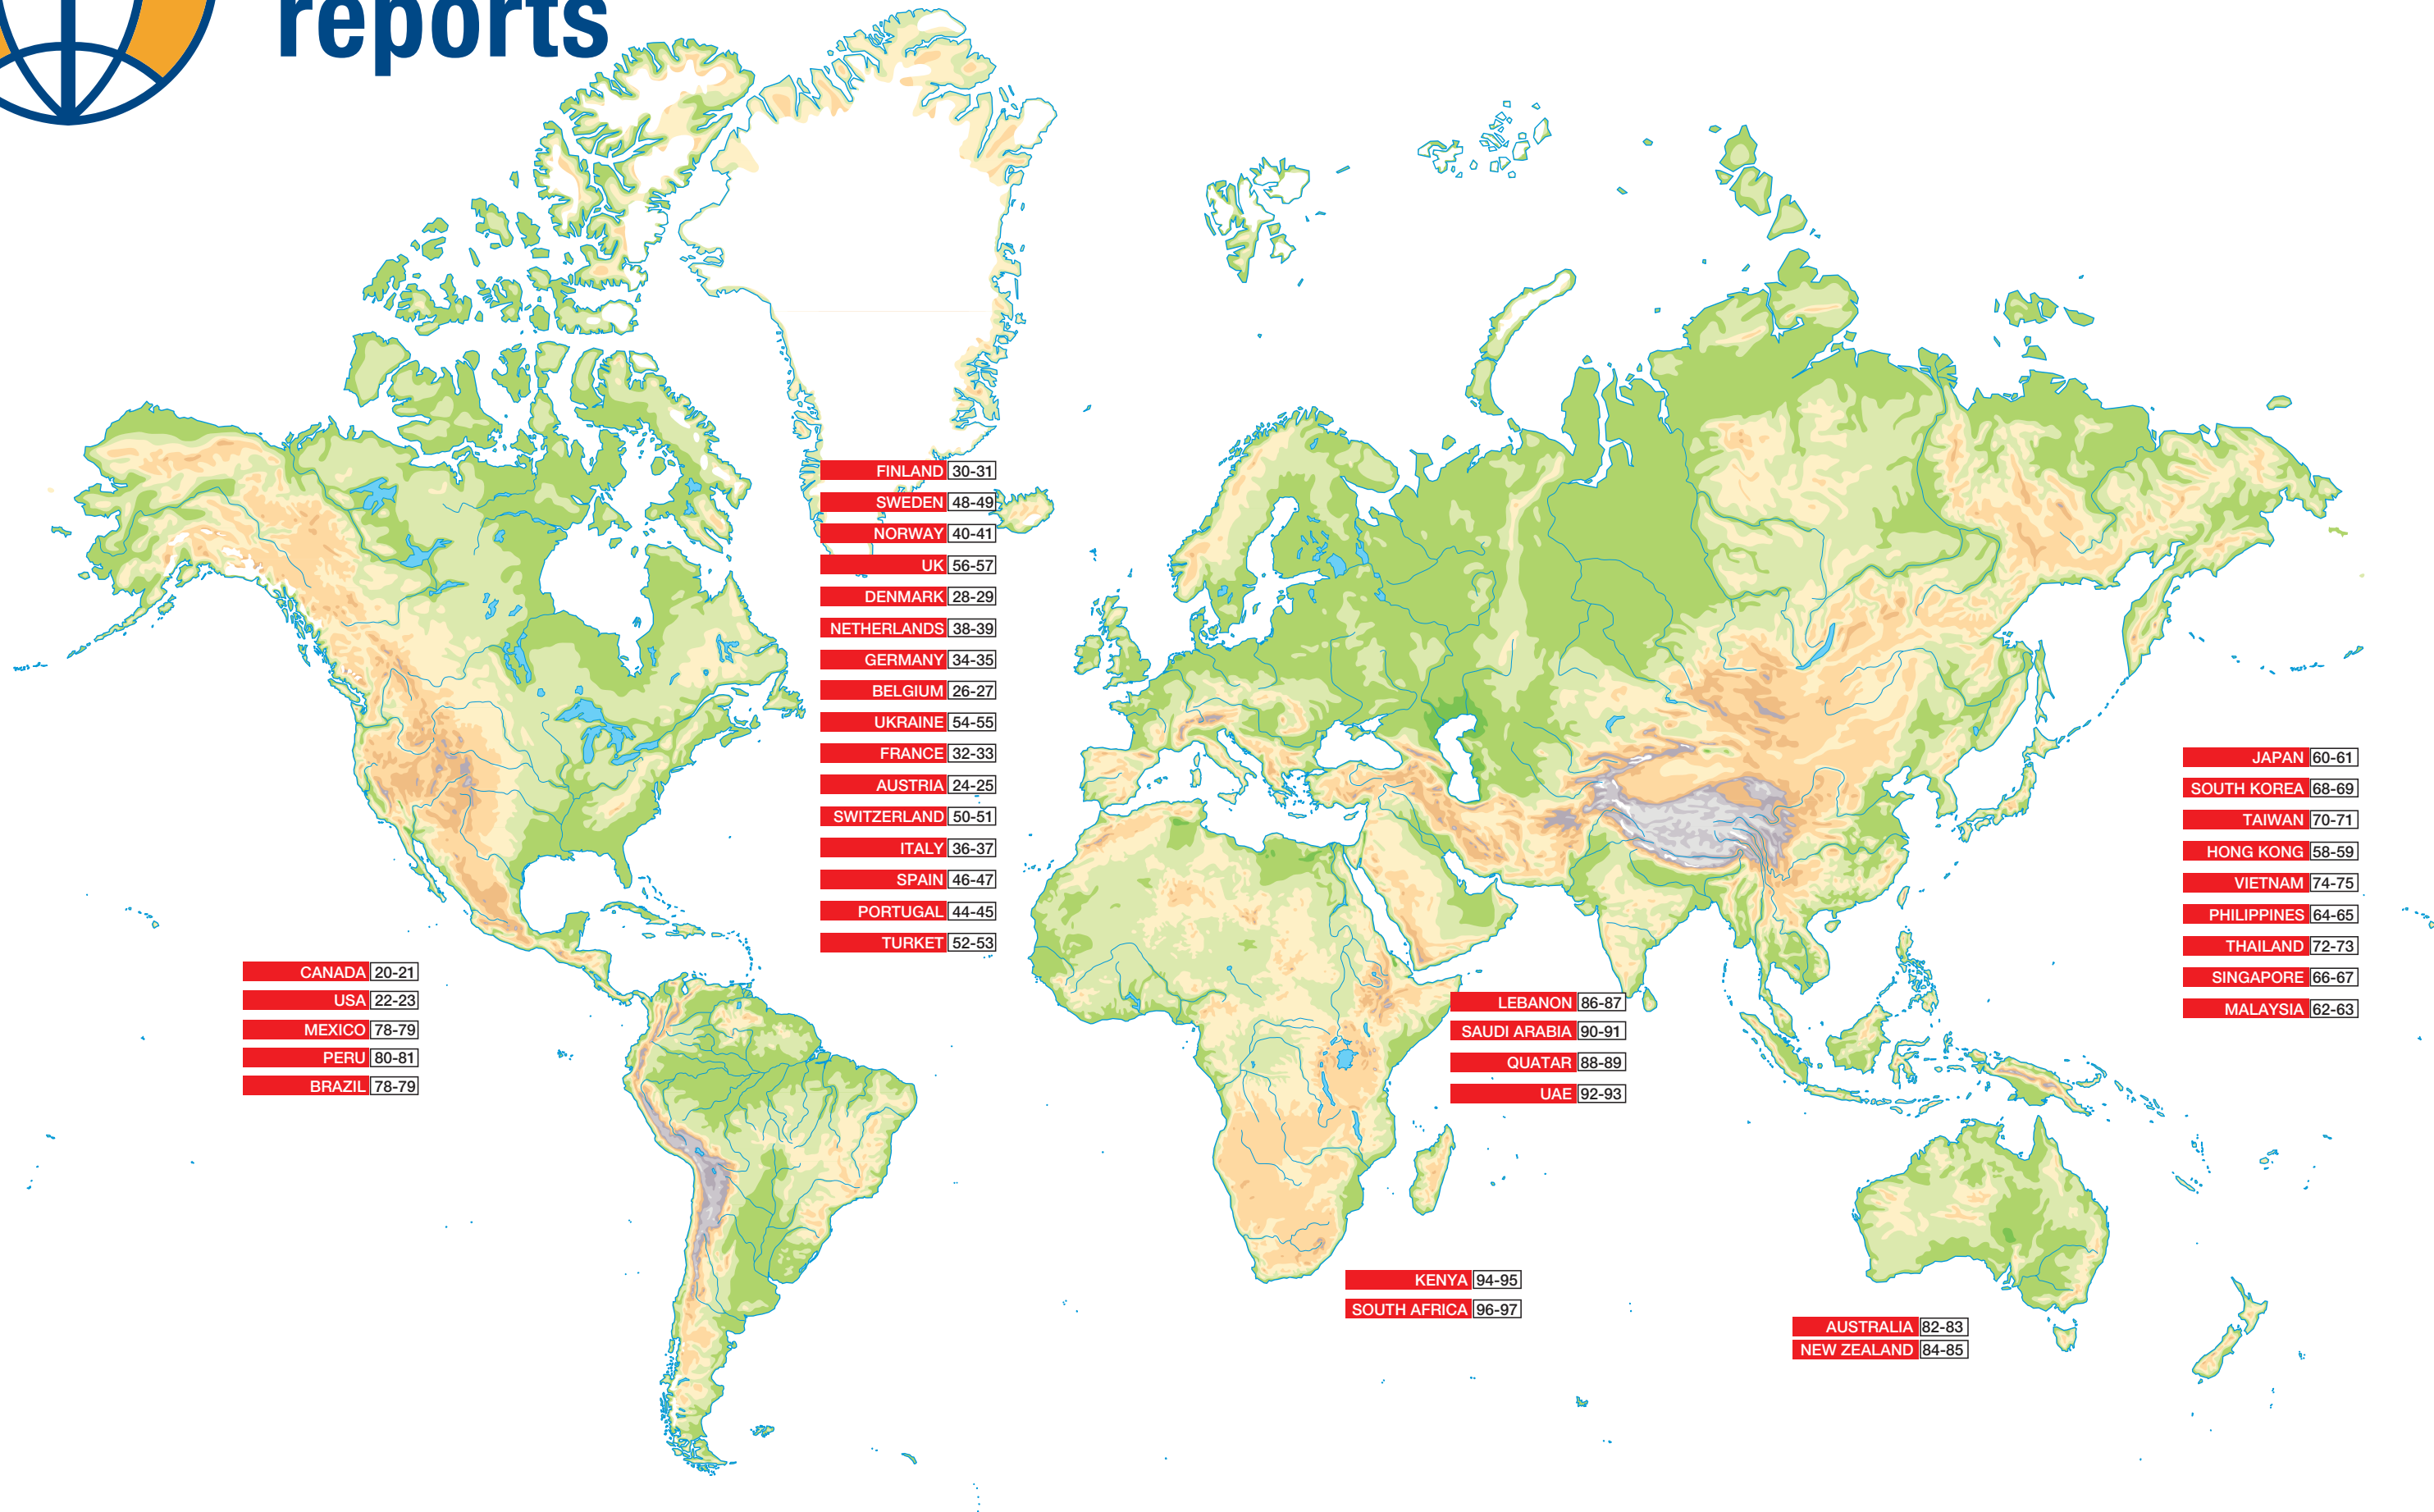 reports
FINLAND 30-31
SWEDEN 48-49
NORWAY 40-41
UK 56-57
DENMARK 28-29
NETHERLANDS 38-39
GERMANY 34-35
BELGIUM 26-27
UKRAINE 54-55
FRANCE 32-33
AUSTRIA 24-25
SWITZERLAND 50-51
ITALY 36-37
SPAIN 46-47
PORTUGAL 44-45
TURKET 52-53
CANADA 20-21
USA 22-23
MEXICO 78-79
PERU 80-81
BRAZIL 78-79
LEBANON 86-87
SAUDI ARABIA 90-91
QUATAR 88-89
UAE 92-93
KENYA 94-95
SOUTH AFRICA 96-97
JAPAN 60-61
SOUTH KOREA 68-69
TAIWAN 70-71
HONG KONG 58-59
VIETNAM 74-75
PHILIPPINES 64-65
THAILAND 72-73
SINGAPORE 66-67
MALAYSIA 62-63
AUSTRALIA 82-83
NEW ZEALAND 84-85